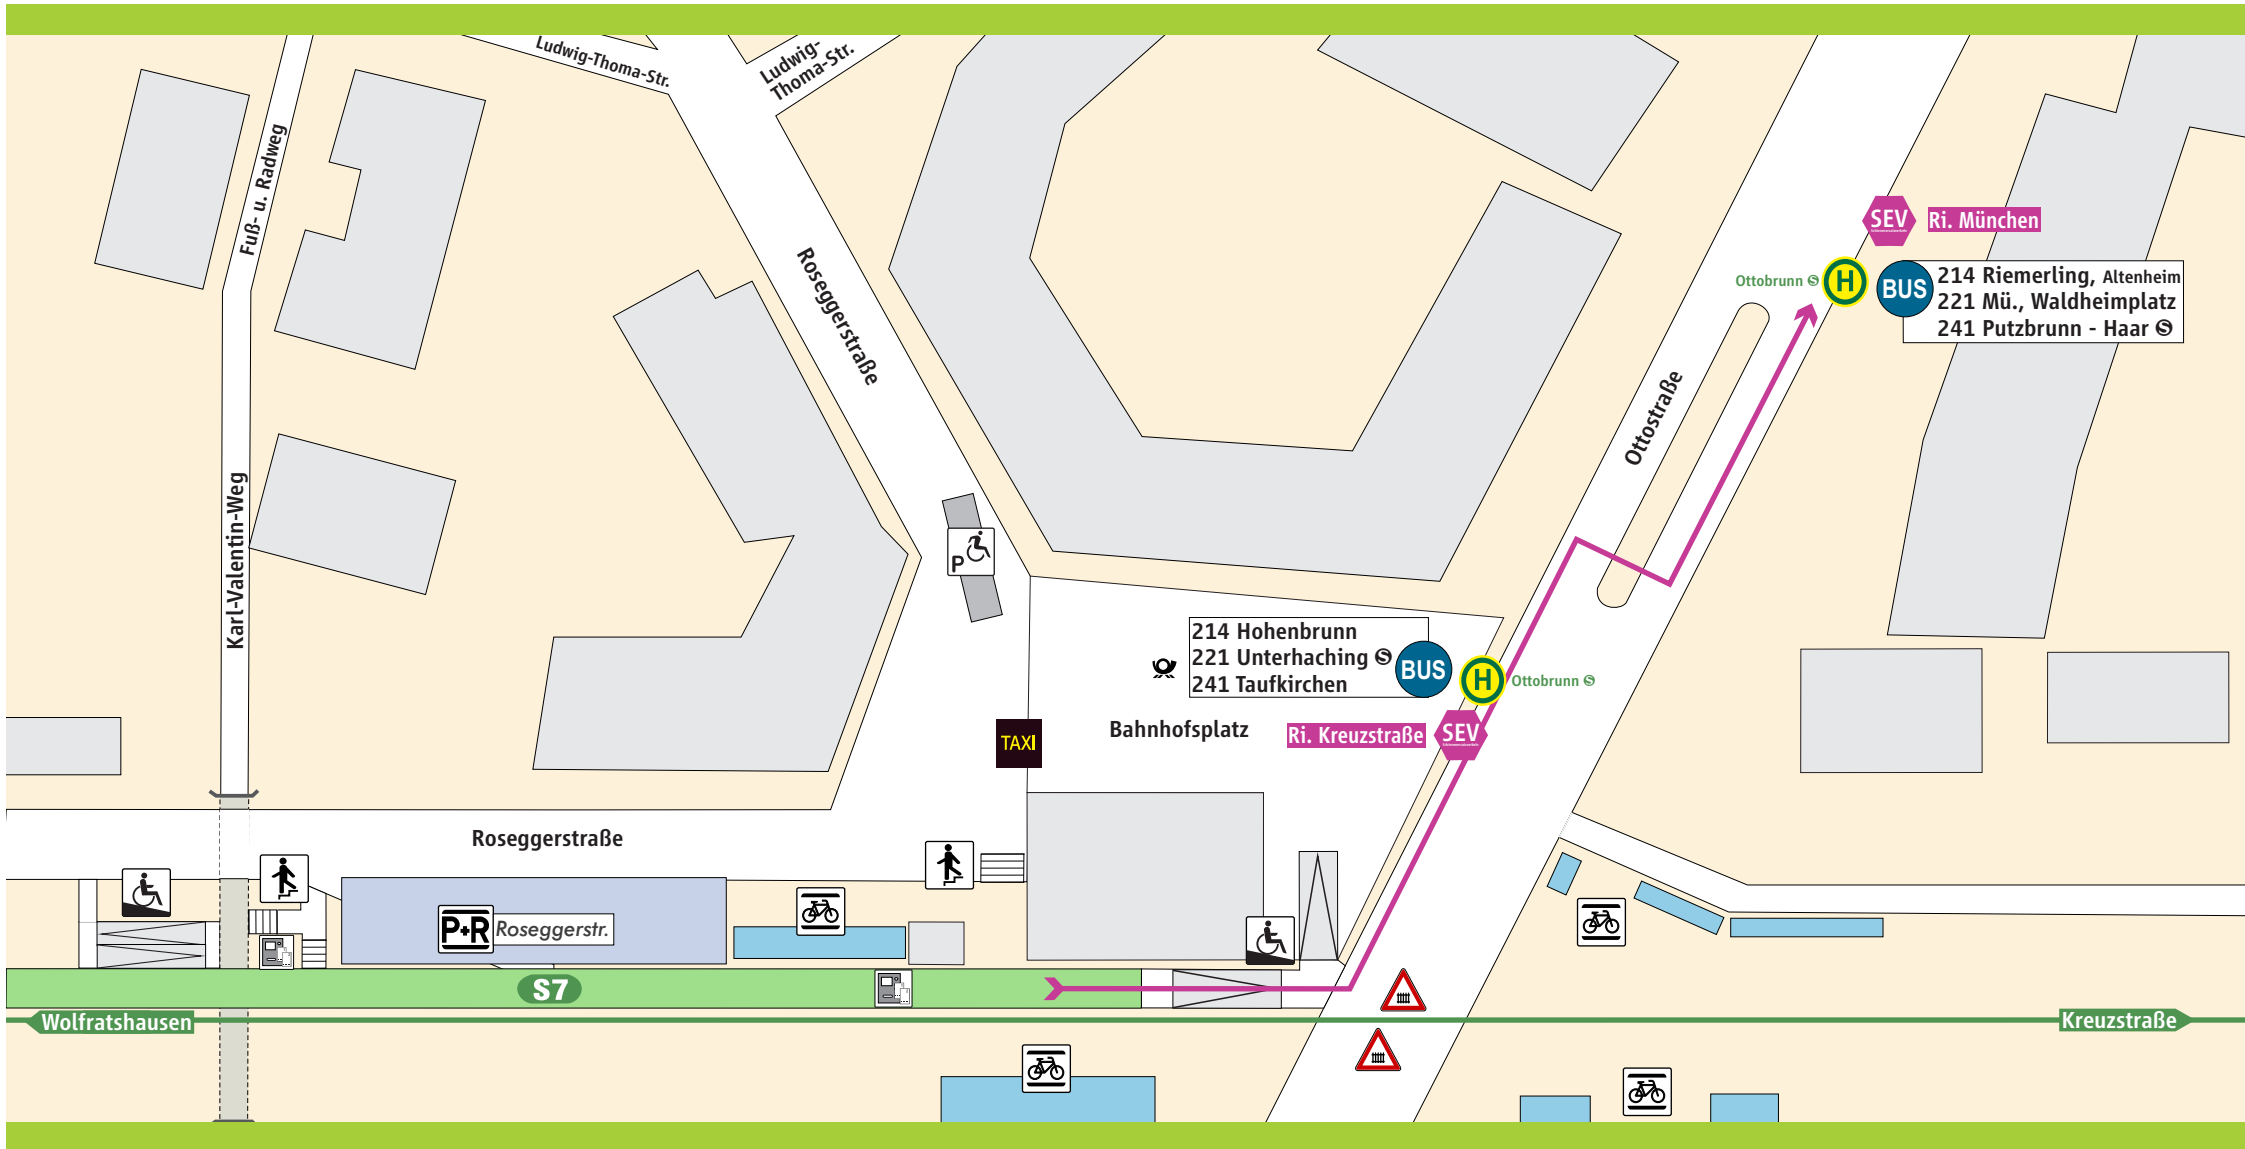 Ludwig-Thoma-Str.
Ludwig-
Thoma-Str.
Fuß- u. Radweg
Karl-Valentin-Weg
Roseggerstraße
Ottostraße
SEV
Ri. München
Ottobrunn S
H
BUS
214 Riemerling, Altenheim
221 Mü., Waldheimplatz
241 Putzbrunn - Haar S
P
214 Hohenbrunn
221 Unterhaching S
241 Taufkirchen
BUS
H
Ottobrunn S
Bahnhofsplatz
Ri. Kreuzstraße
SEV
TAXI
Roseggerstraße
P+R
Roseggerstr.
S7
Wolfratshausen
Kreuzstraße